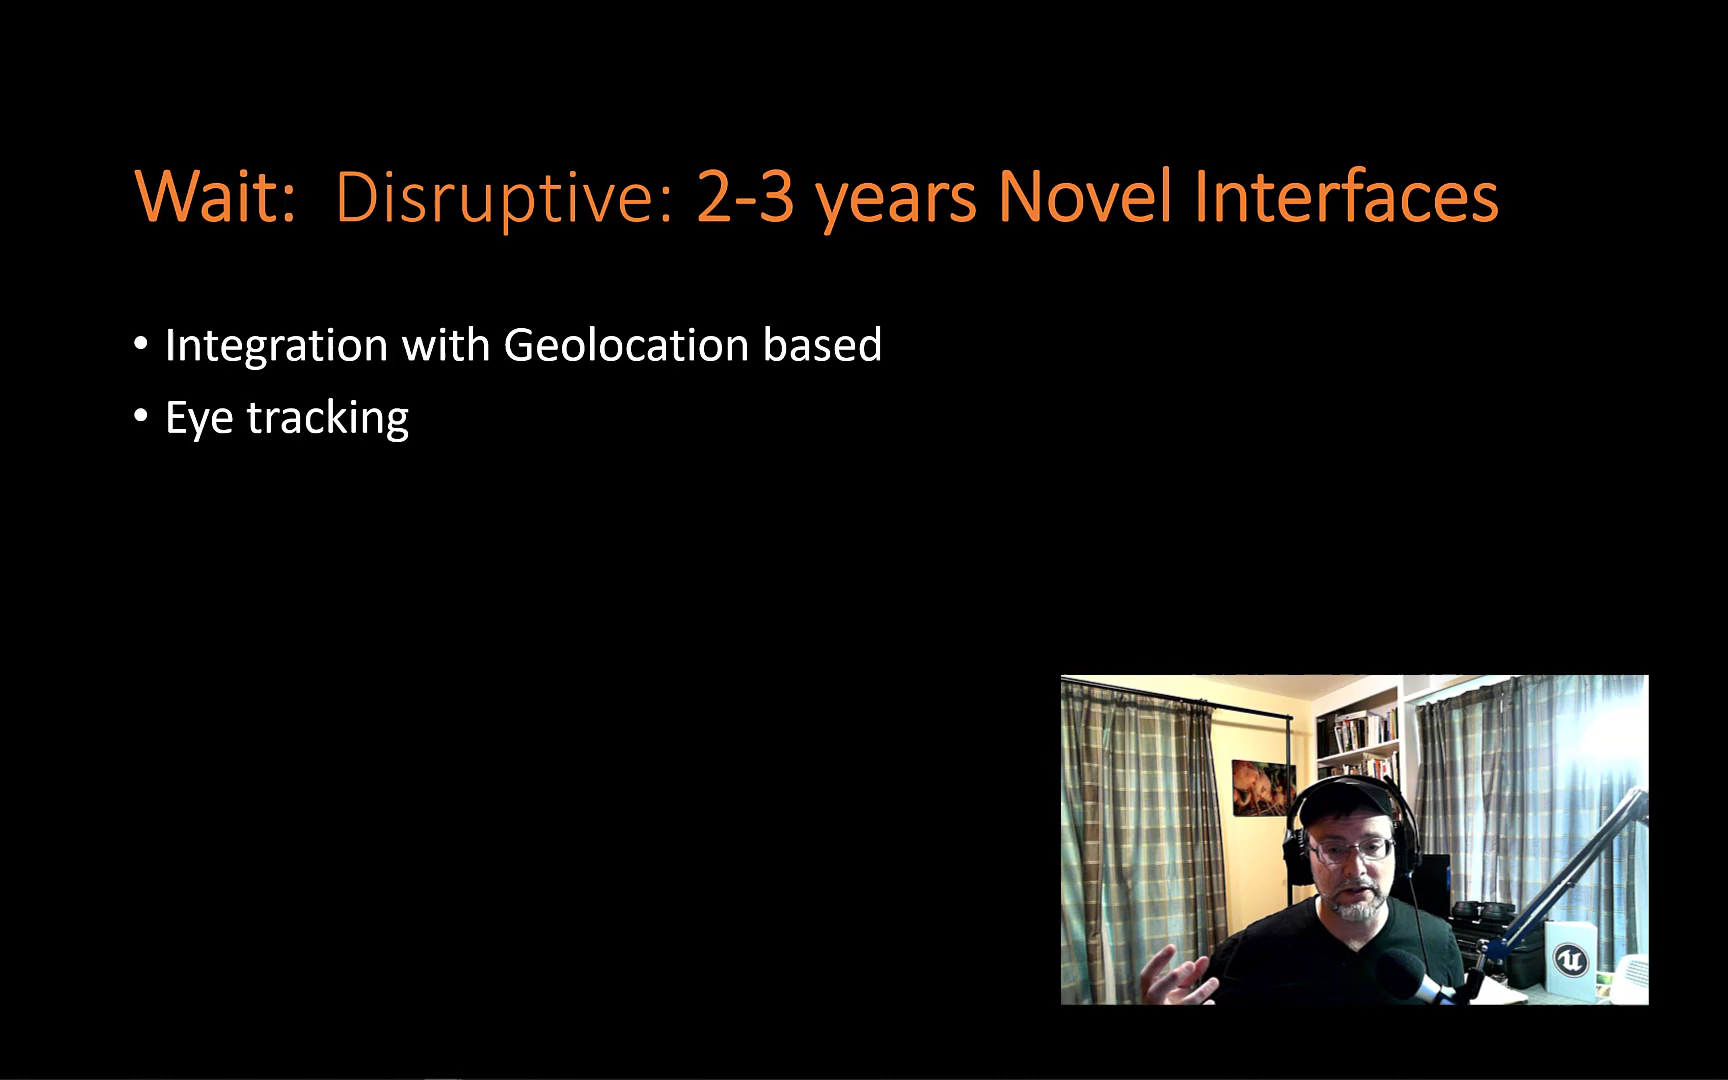 Wait:  Disruptive: 2-3 years Novel Interfaces
• Integration with Geolocation based
• Eye tracking